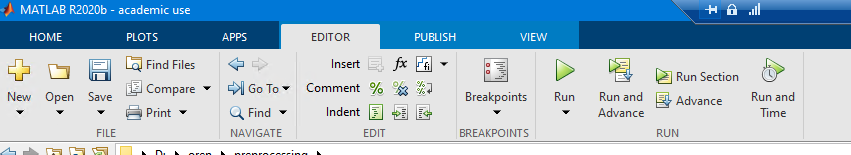 MATLAB R2020b - academic use
HOME PLOTS APPS EDITOR PUBLISH VIEW
New Open Save Find Files Compare Print
FILE
Go To Find
NAVIGATE
Insert fx fi
Comment % % %
Indent
EDIT
Breakpoints
BREAKPOINTS
Run Run and Advance Run Section Advance Run and Time
RUN